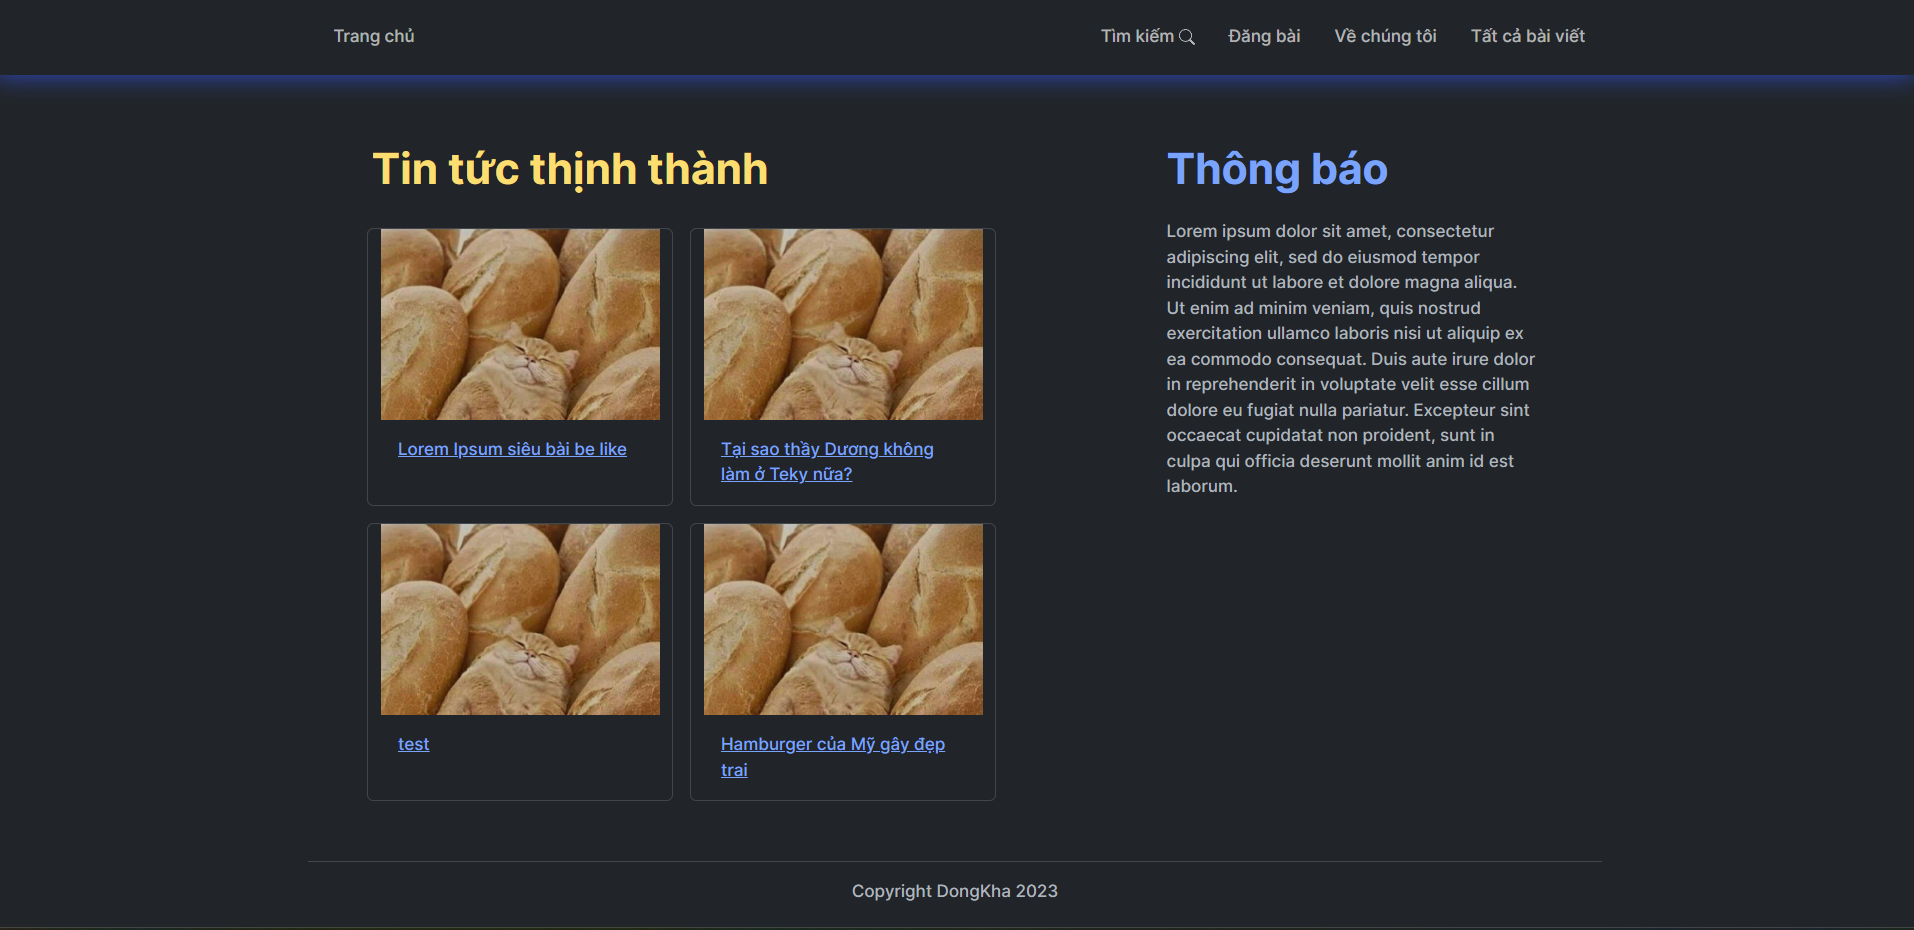 Trang chủ
Tìm kiếm
Đăng bài
Về chúng tôi
Tất cả bài viết
Tin tức thịnh thành
Lorem Ipsum siêu bài be like
Tại sao thầy Dương không
làm ở Teky nữa?
test
Hamburger của Mỹ gây đẹp
trai
Thông báo
Lorem ipsum dolor sit amet, consectetur
adipiscing elit, sed do eiusmod tempor
incididunt ut labore et dolore magna aliqua.
Ut enim ad minim veniam, quis nostrud
exercitation ullamco laboris nisi ut aliquip ex
ea commodo consequat. Duis aute irure dolor
in reprehenderit in voluptate velit esse cillum
dolore eu fugiat nulla pariatur. Excepteur sint
occaecat cupidatat non proident, sunt in
culpa qui officia deserunt mollit anim id est
laborum.
Copyright DongKha 2023